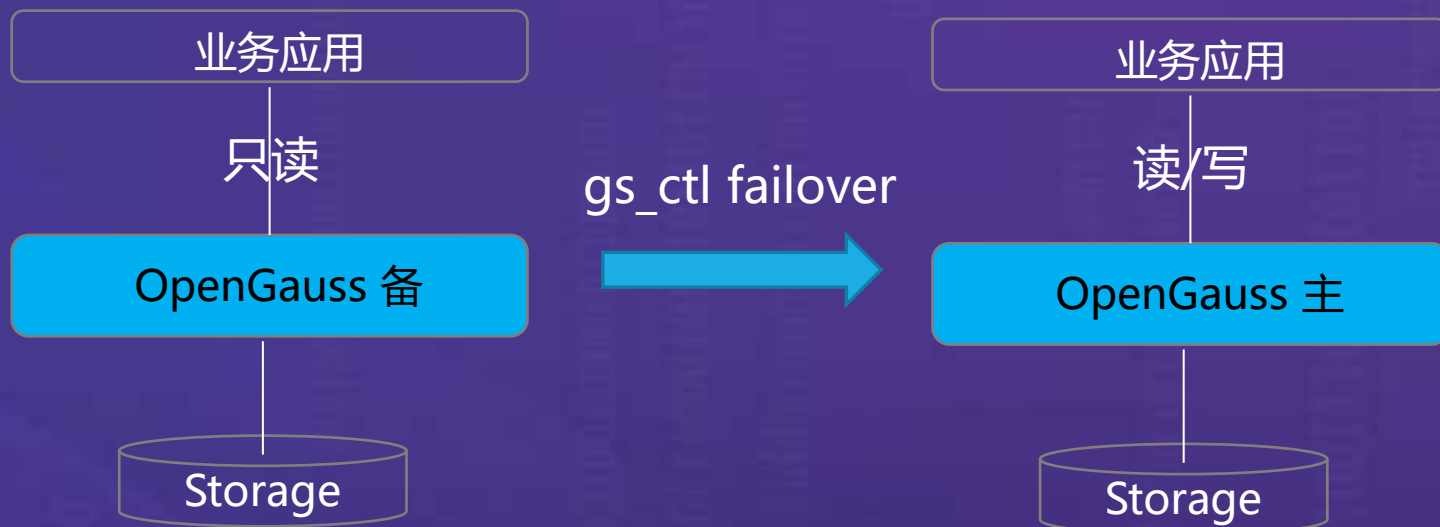 业务应用
只读
OpenGauss 备
Storage
gs_ctl failover
业务应用
读/写
OpenGauss 主
Storage